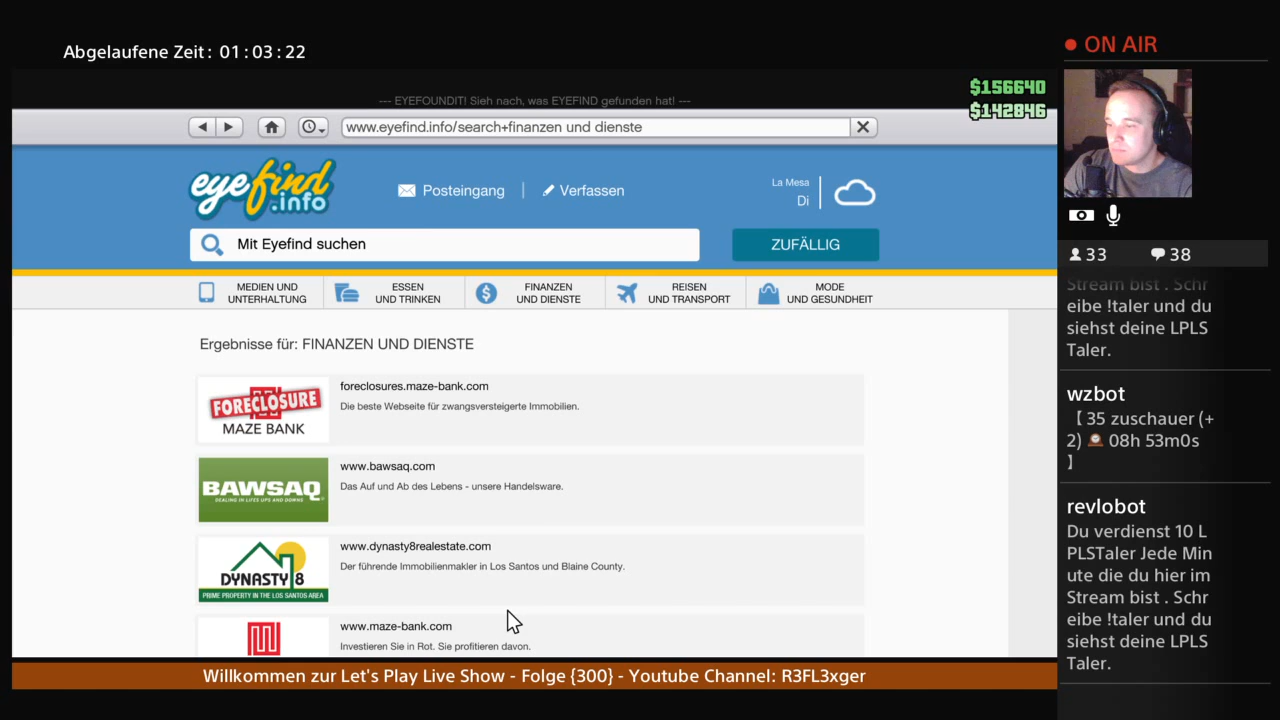 Abgelaufene Zeit: 01:03:22
--- EYEFOUNDIT! Sieh nach, was EYEFIND gefunden hat! ---
$156640
$142846
www.eyefind.info/search+finanzen und dienste
eyefind
.info
Posteingang
Verfassen
La Mesa
Di
Mit Eyefind suchen
ZUFÄLLIG
MEDIEN UND
UNTERHALTUNG
ESSEN
UND TRINKEN
FINANZEN
UND DIENSTE
REISEN
UND TRANSPORT
MODE
UND GESUNDHEIT
Ergebnisse für: FINANZEN UND DIENSTE
FORECLOSURE
MAZE BANK
foreclosures.maze-bank.com
Die beste Webseite für zwangsversteigerte Immobilien.
BAWSAQ
DEALING IN LIFES UPS AND DOWNS
www.bawsaq.com
Das Auf und Ab des Lebens - unsere Handelsware.
DYNASTY 8
PRIME PROPERTY IN THE LOS SANTOS AREA
www.dynasty8realestate.com
Der führende Immobilienmakler in Los Santos und Blaine County.
www.maze-bank.com
Investieren Sie in Rot. Sie profitieren davon.
Willkommen zur Let's Play Live Show - Folge {300} - Youtube Channel: R3FL3xger
ON AIR
33
38
Stream bist . Schr
eibe !taler und du
siehst deine LPLS
Taler.
wzbot
【 35 zuschauer (+
2) 🕰 08h 53m0s
】
revlobot
Du verdienst 10 L
PLSTaler Jede Min
ute die du hier im
Stream bist . Schr
eibe !taler und du
siehst deine LPLS
Taler.